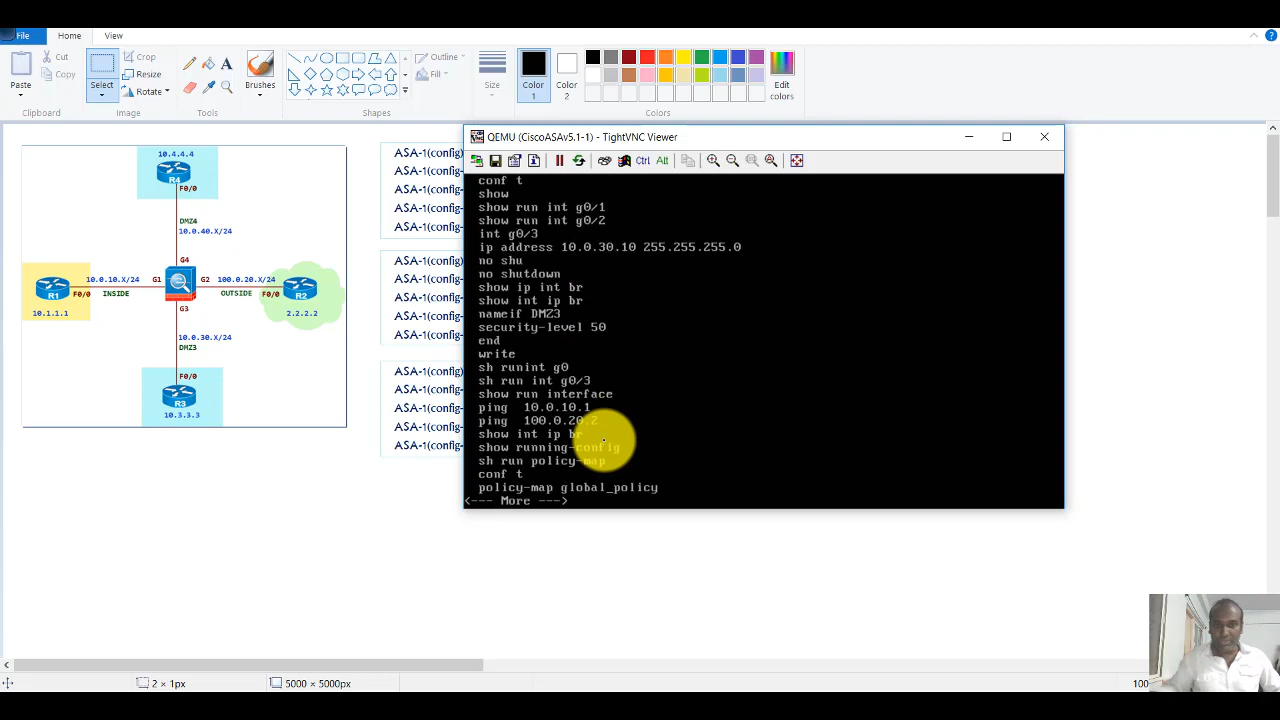 File
Home
View
Paste
Cut
Copy
Clipboard
Select
Crop
Resize
Rotate
Image
Tools
Brushes
Outline
Fill
Shapes
Size
Color 1
Color 2
Edit colors
Colors
QEMU (CiscoASAv5.1-1) - TightVNC Viewer
Ctrl
Alt
10.4.4.4
R4
F0/0
DMZ4
10.0.40.X/24
G4
10.0.10.X/24
G1
G2
100.0.20.X/24
R1
F0/0
INSIDE
OUTSIDE
F0/0
R2
10.1.1.1
G3
2.2.2.2
10.0.30.X/24
DMZ3
F0/0
R3
10.3.3.3
ASA-1(config)
ASA-1(config-
ASA-1(config-
ASA-1(config-
ASA-1(config-
ASA-1(config)
ASA-1(config-
ASA-1(config-
ASA-1(config-
ASA-1(config-
ASA-1(config)
ASA-1(config-
ASA-1(config-
ASA-1(config-
ASA-1(config-
conf t
show
show run int g0/1
show run int g0/2
int g0/3
ip address 10.0.30.10 255.255.255.0
no shu
no shutdown
show ip int br
show int ip br
nameif DMZ3
security-level 50
end
write
sh runint g0
sh run int g0/3
show run interface
ping 10.0.10.1
ping 100.0.20.2
show int ip br
show running-config
sh run policy-map
conf t
policy-map global_policy
<--- More --->
2 × 1px
5000 × 5000px
100